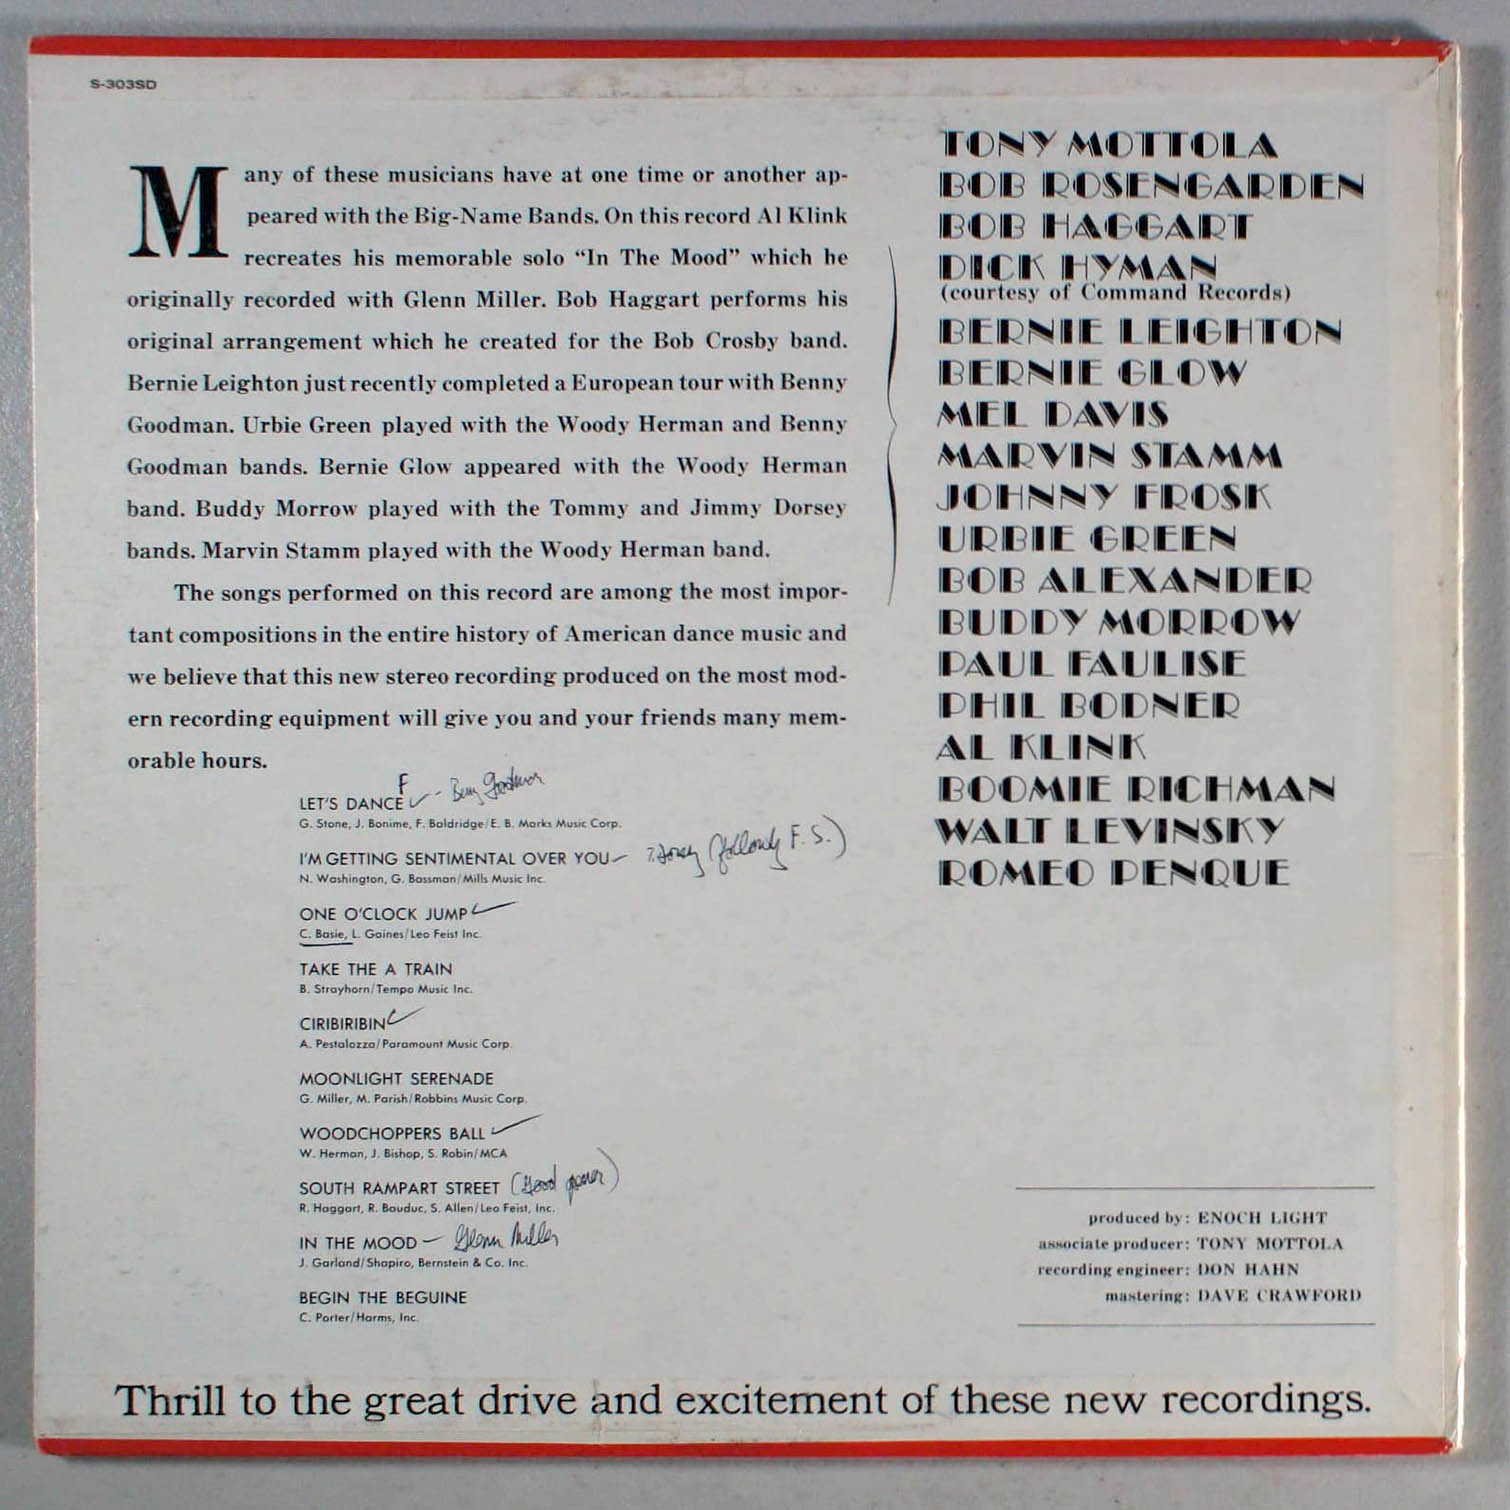 S-303SD
Many of these musicians have at one time or another ap-
peared with the Big-Name Bands. On this record Al Klink
recreates his memorable solo “In The Mood” which he
originally recorded with Glenn Miller. Bob Haggart performs his
original arrangement which he created for the Bob Crosby band.
Bernie Leighton just recently completed a European tour with Benny
Goodman. Urbie Green played with the Woody Herman and Benny
Goodman bands. Bernie Glow appeared with the Woody Herman
band. Buddy Morrow played with the Tommy and Jimmy Dorsey
bands. Marvin Stamm played with the Woody Herman band.
The songs performed on this record are among the most impor-
tant compositions in the entire history of American dance music and
we believe that this new stereo recording produced on the most mod-
ern recording equipment will give you and your friends many mem-
orable hours.
F
LET'S DANCE ✓ - Benny Goodman
G. Stone, J. Bonime, F. Baldridge/E. B. Marks Music Corp.
I'M GETTING SENTIMENTAL OVER YOU - T. Dorsey ( F. S.)
N. Washington, G. Bassman/Mills Music Inc.
ONE O'CLOCK JUMP ✓
C. Basie, L. Gaines/Leo Feist Inc.
TAKE THE A TRAIN
B. Strayhorn/Tempo Music Inc.
CIRIBIRIBIN ✓
A. Pestalozza/Paramount Music Corp.
MOONLIGHT SERENADE
G. Miller, M. Parish/Robbins Music Corp.
WOODCHOPPERS BALL ✓
W. Herman, J. Bishop, S. Robin/MCA
SOUTH RAMPART STREET (Good opener)
R. Haggart, R. Bauduc, S. Allen/Leo Feist, Inc.
IN THE MOOD - Glenn Miller
J. Garland/Shapiro, Bernstein & Co. Inc.
BEGIN THE BEGUINE
C. Porter/Harms, Inc.
TONY MOTTOLA
BOB ROSENGARDEN
BOB HAGGART
DICK HYMAN
(courtesy of Command Records)
BERNIE LEIGHTON
BERNIE GLOW
MEL DAVIS
MARVIN STAMM
JOHNNY FROSK
URBIE GREEN
BOB ALEXANDER
BUDDY MORROW
PAUL FAULISE
PHIL BODNER
AL KLINK
BOOMIE RICHMAN
WALT LEVINSKY
ROMEO PENQUE
produced by: ENOCH LIGHT
associate producer: TONY MOTTOLA
recording engineer: DON HAHN
mastering: DAVE CRAWFORD
Thrill to the great drive and excitement of these new recordings.